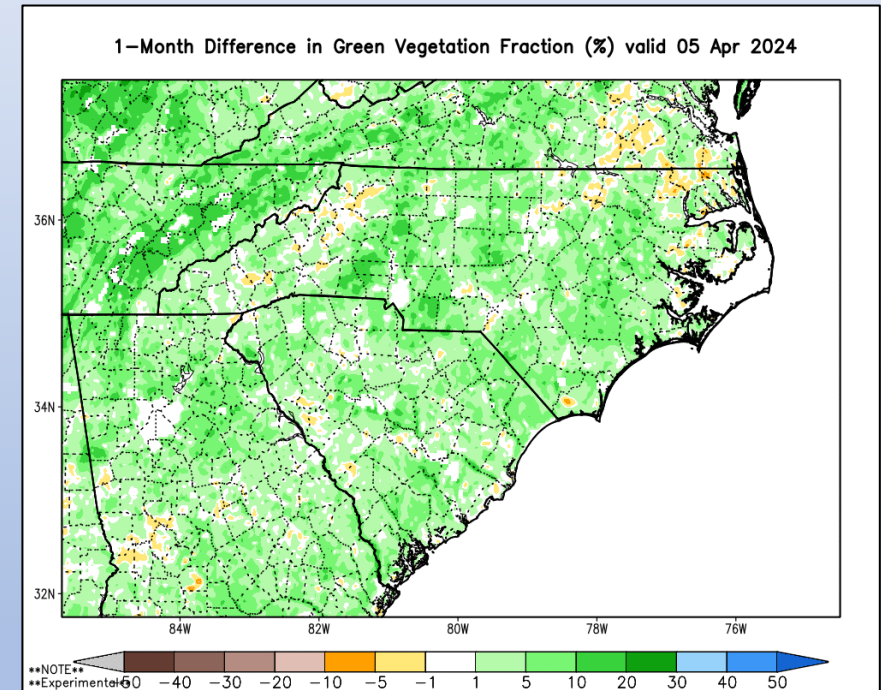 1-Month Difference in Green Vegetation Fraction (%) valid 05 Apr 2024
36N
34N
32N
84W 82W 80W 78W 76W
**NOTE**
**Experimental
-40 -30 -20 -10 -5 -1 1 5 10 20 30 40 50